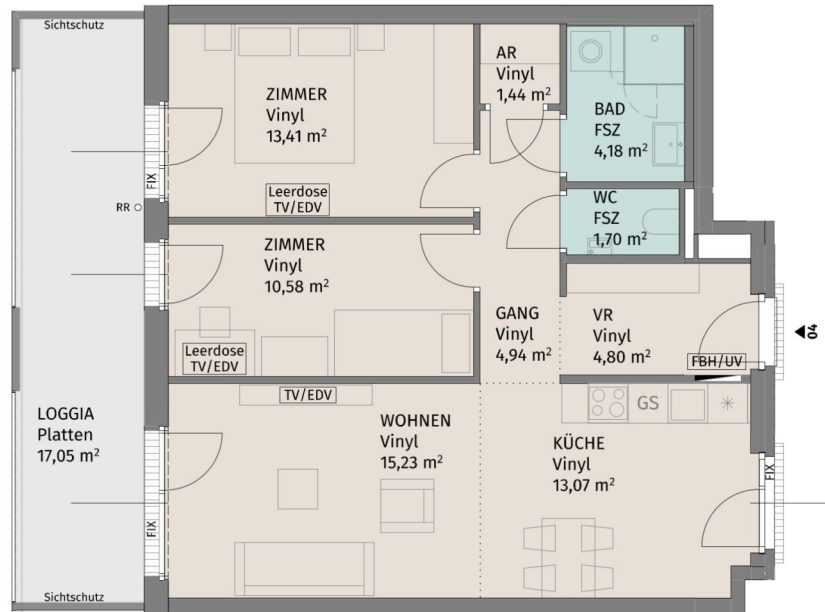 Sichtschutz
ZIMMER
Vinyl
13,41 m²
Leerdose
TV/EDV
FIX
RR
AR
Vinyl
1,44 m²
BAD
FSZ
4,18 m²
WC
FSZ
1,70 m²
ZIMMER
Vinyl
10,58 m²
Leerdose
TV/EDV
GANG
Vinyl
4,94 m²
VR
Vinyl
4,80 m²
FBH/UV
04
LOGGIA
Platten
17,05 m²
TV/EDV
WOHNEN
Vinyl
15,23 m²
GS
KÜCHE
Vinyl
13,07 m²
FIX
FIX
Sichtschutz